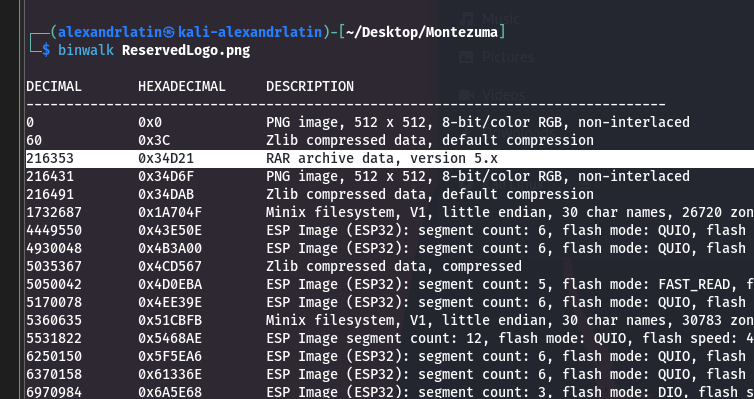 Music
┌──(alexandrlatin㉿kali-alexandrlatin)-[~/Desktop/Montezuma]
└─$ binwalk ReservedLogo.png
Pictures
DECIMAL HEXADECIMAL DESCRIPTION
Videos
--------------------------------------------------------------------------------
0 0x0 PNG image, 512 x 512, 8-bit/color RGB, non-interlaced
60 0x3C Zlib compressed data, default compression
216353 0x34D21 RAR archive data, version 5.x
216431 0x34D6F PNG image, 512 x 512, 8-bit/color RGB, non-interlaced
216491 0x34DAB Zlib compressed data, default compression
1732687 0x1A704F Minix filesystem, V1, little endian, 30 char names, 26720 zon
4449550 0x43E50E ESP Image (ESP32): segment count: 6, flash mode: QUIO, flash
4930048 0x4B3A00 ESP Image (ESP32): segment count: 6, flash mode: QUIO, flash
5035367 0x4CD567 Zlib compressed data, compressed
5050042 0x4D0EBA ESP Image (ESP32): segment count: 5, flash mode: FAST_READ, f
5170078 0x4EE39E ESP Image (ESP32): segment count: 6, flash mode: QUIO, flash
5360635 0x51CBFB Minix filesystem, V1, little endian, 30 char names, 30783 zon
5531822 0x5468AE ESP Image segment count: 12, flash mode: QUIO, flash speed: 4
6250150 0x5F5EA6 ESP Image (ESP32): segment count: 6, flash mode: QUIO, flash
6370158 0x61336E ESP Image (ESP32): segment count: 6, flash mode: QUIO, flash
6970984 0x6A5E68 ESP Image (ESP32): segment count: 3, flash mode: DIO, flash s